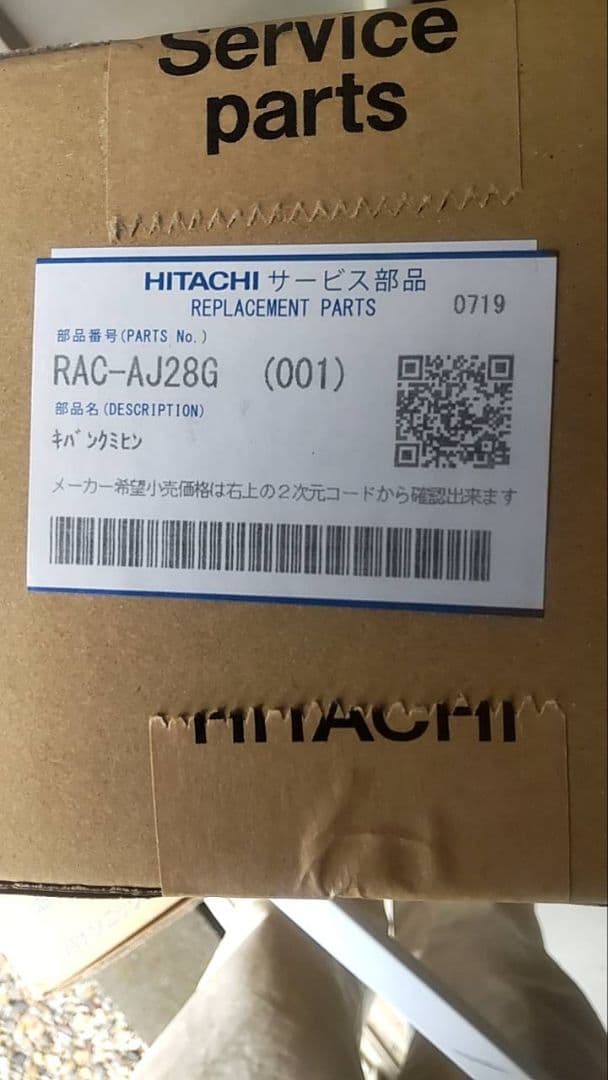 Service
parts
HITACHI サービス部品
REPLACEMENT PARTS 0719
部品番号(PARTS No.)
RAC-AJ28G (001)
部品名(DESCRIPTION)
ｷﾊﾞﾝｸﾐﾋﾝ
メーカー希望小売価格は右上の2次元コードから確認出来ます
HITACHI